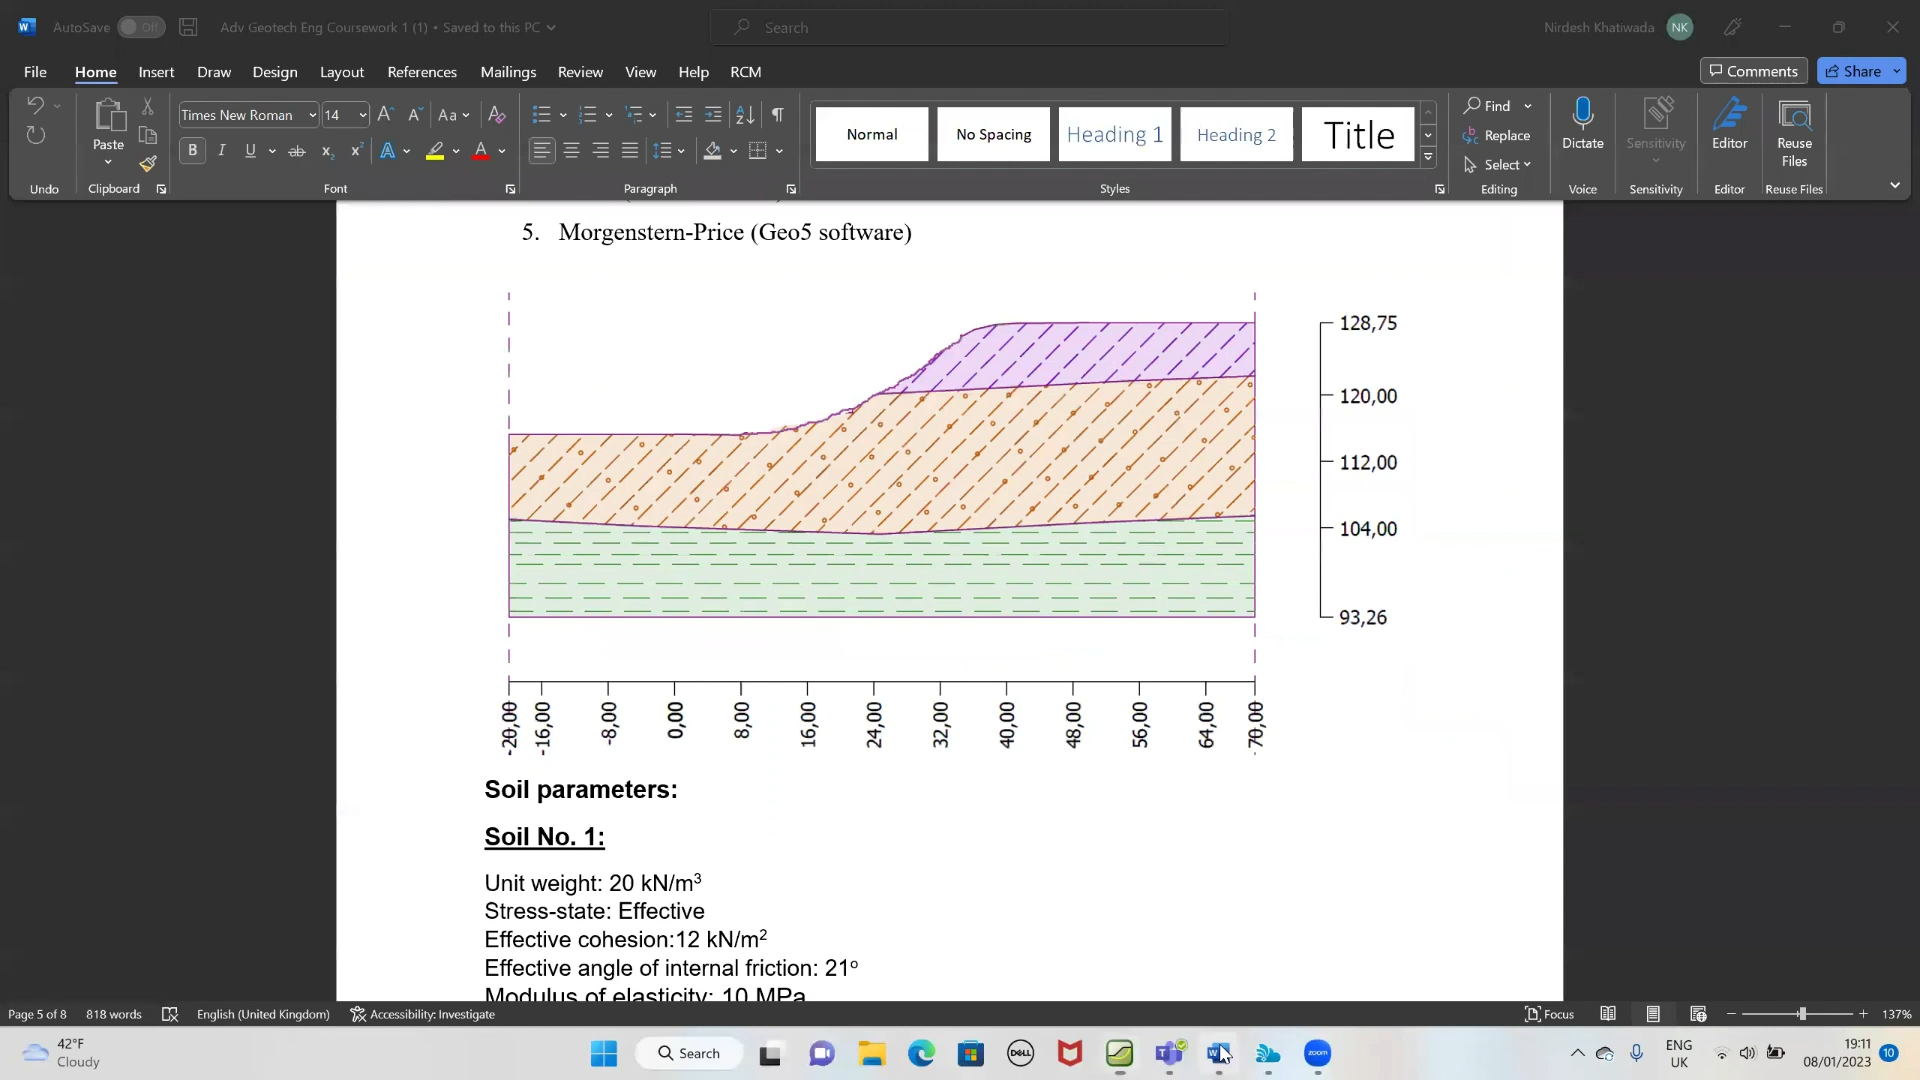 AutoSave Off Adv Geotech Eng Coursework 1 (1) • Saved to this PC Search Nirdesh Khatiwada NK
File Home Insert Draw Design Layout References Mailings Review View Help RCM Comments Share
Paste Times New Roman 14 Normal No Spacing Heading 1 Heading 2 Title Find Replace Select Dictate Sensitivity Editor Reuse Files
Undo Clipboard Font Paragraph Styles Editing Voice Sensitivity Editor Reuse Files
5. Morgenstern-Price (Geo5 software)
128,75
120,00
112,00
104,00
93,26
-20,00 -16,00 -8,00 0,00 8,00 16,00 24,00 32,00 40,00 48,00 56,00 64,00 70,00
Soil parameters:
Soil No. 1:
Unit weight: 20 kN/m³
Stress-state: Effective
Effective cohesion:12 kN/m²
Effective angle of internal friction: 21º
Modulus of elasticity: 10 MPa
Page 5 of 8 818 words English (United Kingdom) Accessibility: Investigate Focus 137%
42°F
Cloudy
Search
DELL
zoom
ENG
UK
19:11
08/01/2023
10